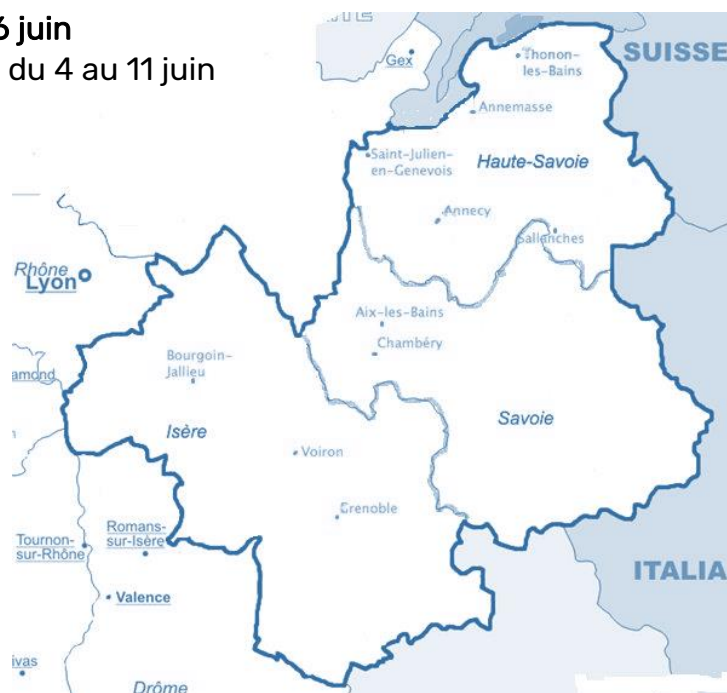 6 juin
du 4 au 11 juin
SUISSE
Gex
Thonon-
les-Bains
Annemasse
Saint-Julien-
en-Genevois
Haute-Savoie
Annecy
Sallanches
Rhône
Lyon
Aix-les-Bains
Chambéry
Bourgoin-
Jallieu
amond
Isère
Savoie
Voiron
Grenoble
Romans-
sur-Isère
Tournon-
sur-Rhône
ITALIA
Valence
ivas
Drôme